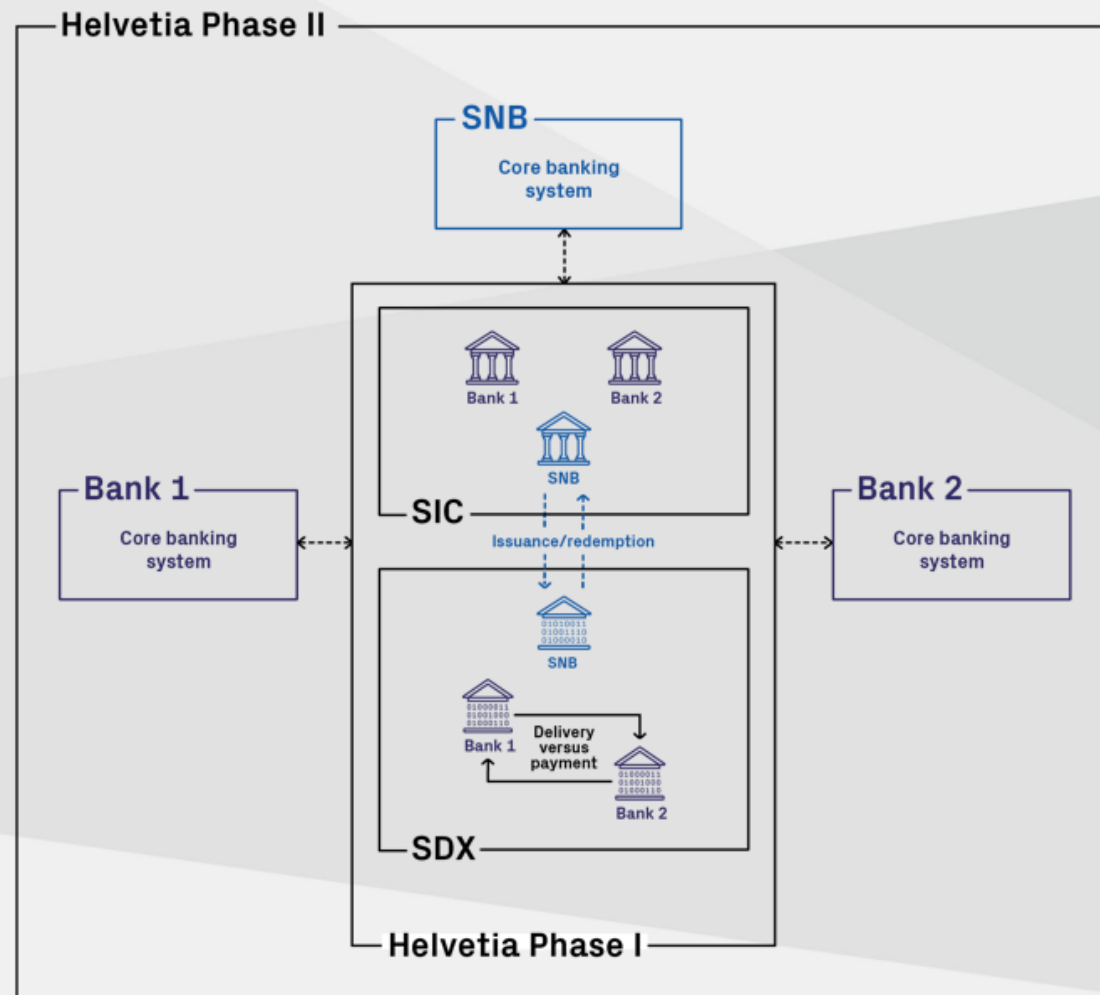 Helvetia Phase II
SNB
Core banking
system
Bank 1
Bank 2
SNB
SIC
Bank 1
Core banking
system
Bank 2
Core banking
system
Issuance/redemption
01010011
01001110
01000010
SNB
01000011
01001000
01000110
Bank 1
Delivery
versus
payment
01000011
01001000
01000110
Bank 2
SDX
Helvetia Phase I